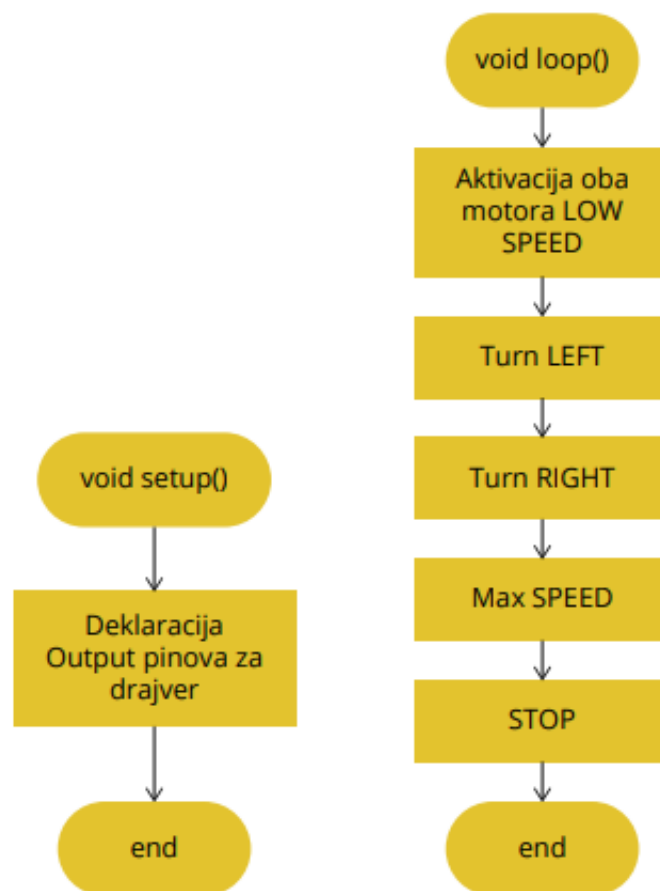 void setup()
Deklaracija
Output pinova za
drajver
end
void loop()
Aktivacija oba
motora LOW
SPEED
Turn LEFT
Turn RIGHT
Max SPEED
STOP
end